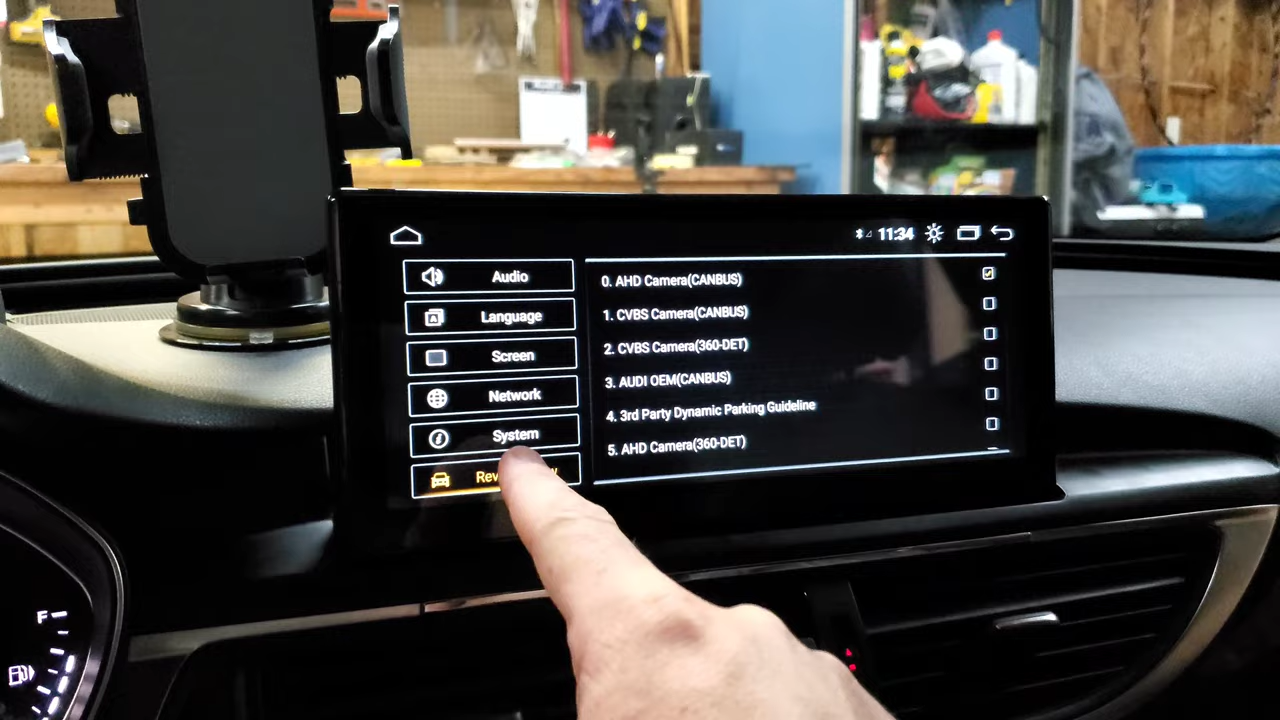 11:34
Audio
Language
Screen
Network
System
0. AHD Camera(CANBUS)
1. CVBS Camera(CANBUS)
2. CVBS Camera(360-DET)
3. AUDI OEM(CANBUS)
4. 3rd Party Dynamic Parking Guideline
5. AHD Camera(360-DET)
F